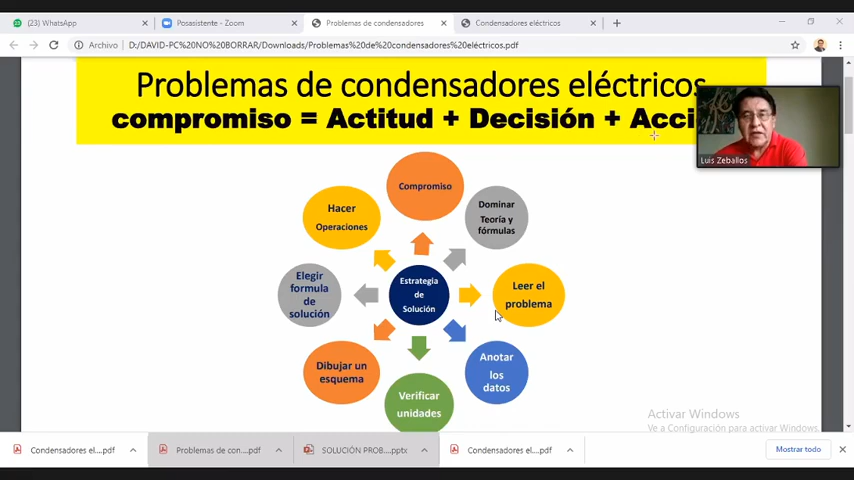 (23) WhatsApp
Posasistente - Zoom
Problemas de condensadores
Condensadores eléctricos
Archivo
D:/DAVID-PC%20NO%20BORRAR/Downloads/Problemas%20de%20condensadores%20eléctricos.pdf
Problemas de condensadores eléctricos
compromiso = Actitud + Decisión + Acci
Luis Zeballos
Compromiso
Hacer
Operaciones
Dominar
Teoría y
fórmulas
Elegir
formula
de
solución
Estrategia
de
Solución
Leer el
problema
Dibujar un
esquema
Anotar
los
datos
Verificar
unidades
Activar Windows
Ve a Configuración para activar Windows.
Condensadores el....pdf
Problemas de con....pdf
SOLUCIÓN PROB....pptx
Condensadores el....pdf
Mostrar todo